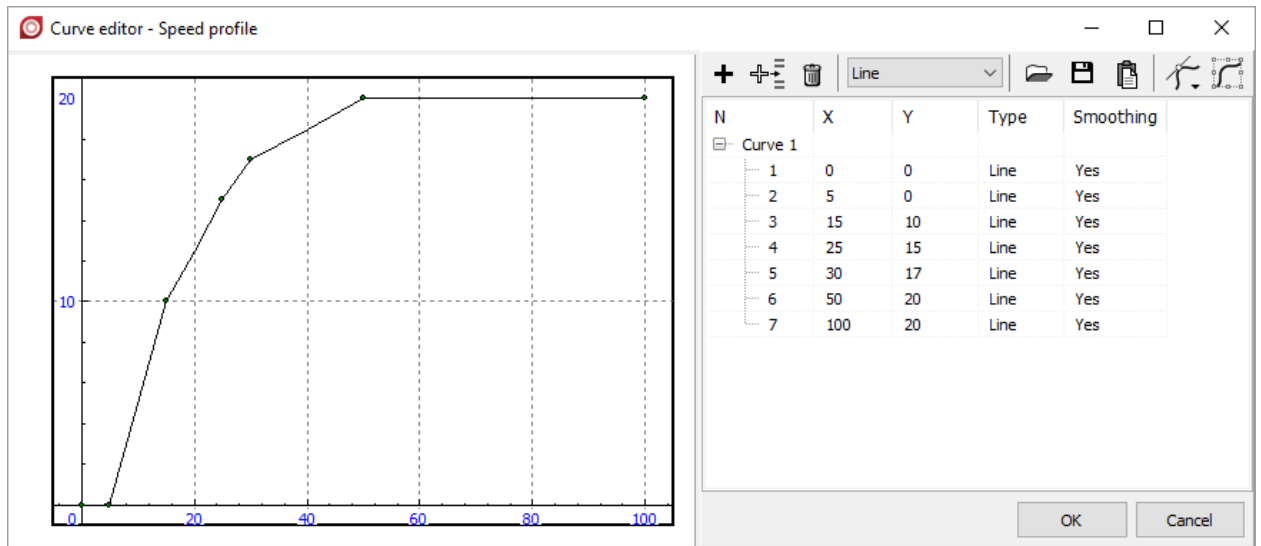 Curve editor - Speed profile
20
10
0 20 40 60 80 100
Line
N X Y Type Smoothing
Curve 1
1 0 0 Line Yes
2 5 0 Line Yes
3 15 10 Line Yes
4 25 15 Line Yes
5 30 17 Line Yes
6 50 20 Line Yes
7 100 20 Line Yes
OK Cancel